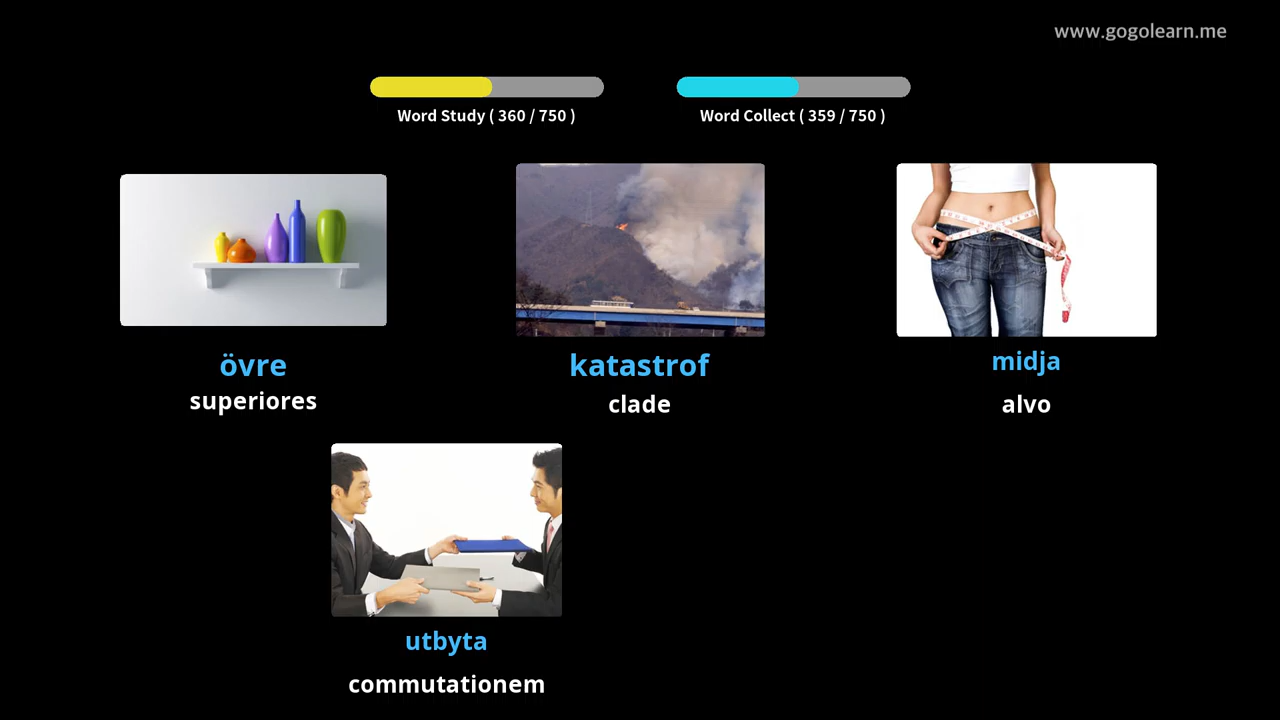 www.gogolearn.me
Word Study ( 360 / 750 )
Word Collect ( 359 / 750 )
övre
superiores
katastrof
clade
midja
alvo
utbyta
commutationem